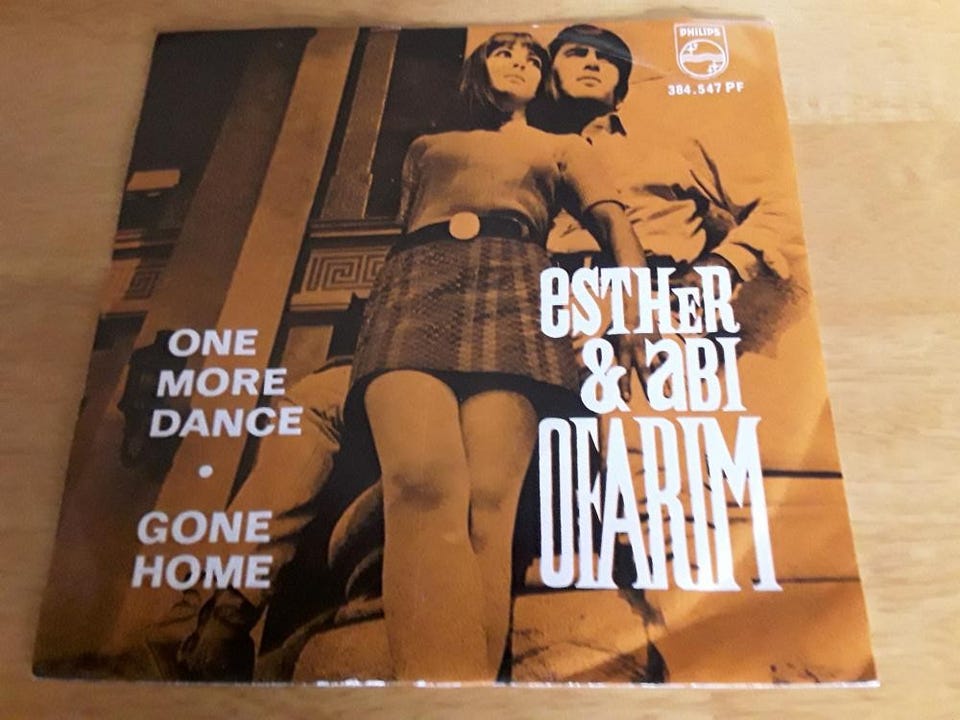 PHILIPS
384.547 PF
esTHeR
& aBI
OFARIM
ONE
MORE
DANCE
•
GONE
HOME